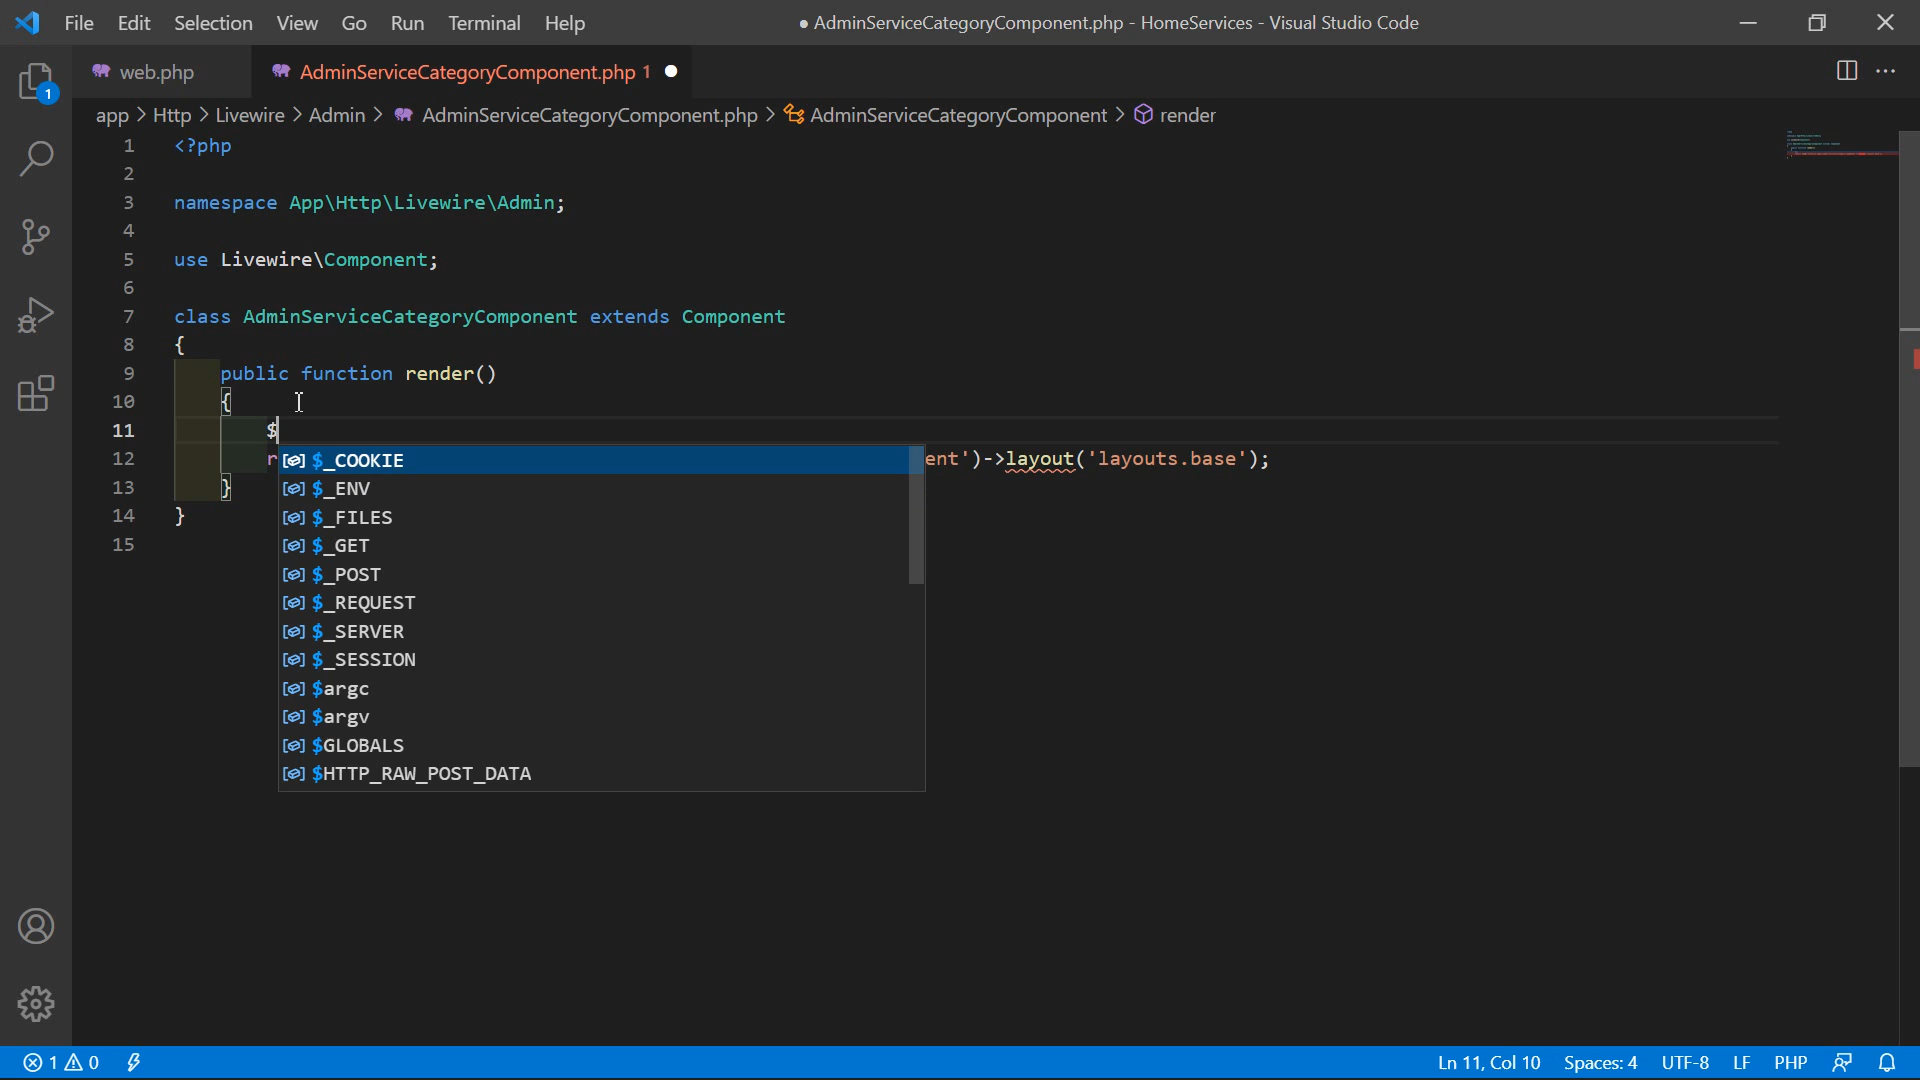 File Edit Selection View Go Run Terminal Help ● AdminServiceCategoryComponent.php - HomeServices - Visual Studio Code
web.php AdminServiceCategoryComponent.php 1
1
app > Http > Livewire > Admin > AdminServiceCategoryComponent.php > AdminServiceCategoryComponent > render
1 <?php
2
3 namespace App\Http\Livewire\Admin;
4
5 use Livewire\Component;
6
7 class AdminServiceCategoryComponent extends Component
8 {
9 public function render()
10 {
11 $
12 r ent')->layout('layouts.base');
$_COOKIE
13 }
$_ENV
14 }
$_FILES
15
$_GET
$_POST
$_REQUEST
$_SERVER
$_SESSION
$argc
$argv
$GLOBALS
$HTTP_RAW_POST_DATA
1 0 Ln 11, Col 10 Spaces: 4 UTF-8 LF PHP